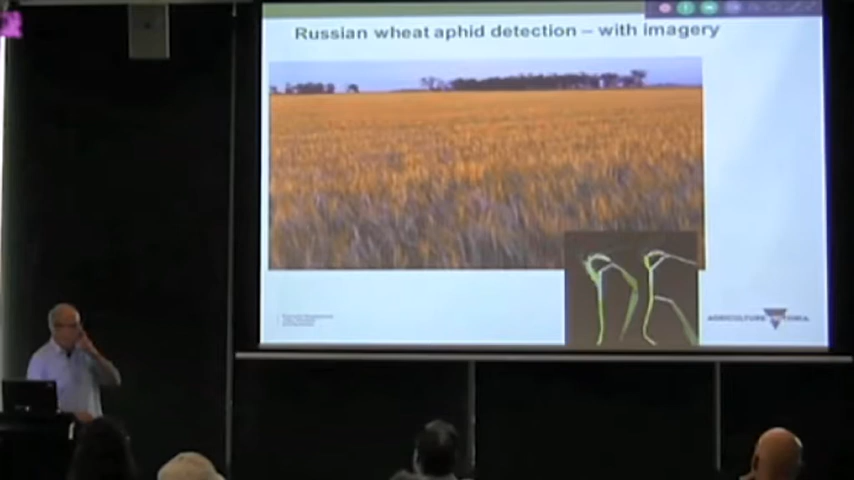 Russian wheat aphid detection – with imagery
AGRICULTURE VICTORIA